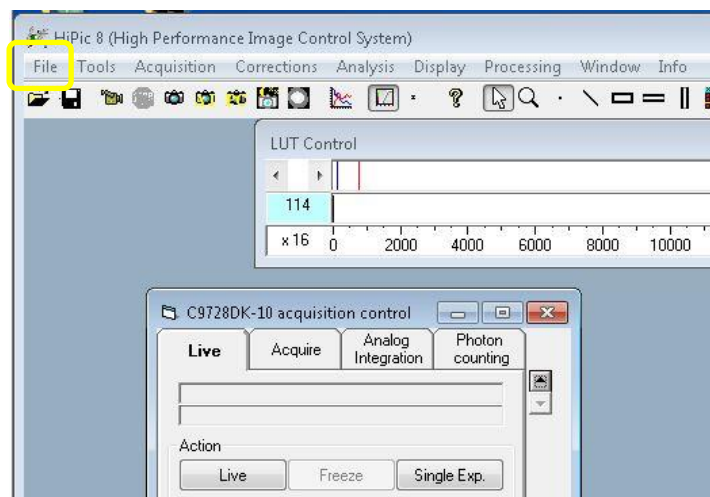 HiPic 8 (High Performance Image Control System)
File Tools Acquisition Corrections Analysis Display Processing Window Info
LUT Control
114
x 16 0 2000 4000 6000 8000 10000
C9728DK-10 acquisition control
Live Acquire Analog Integration Photon counting
Action
Live Freeze Single Exp.